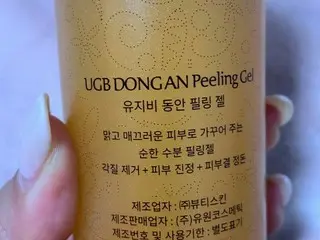 UGB DONGAN Peeling Gel
유지비 동안 필링 젤
맑고 매끄러운 피부로 가꾸어 주는
순한 수분 필링젤
각질 제거 + 피부 진정 + 피부결 정돈
제조업자 : ㈜뷰티스킨
제조판매업자 : (주)유원코스메틱
제조번호 및 사용기한 : 별도표기